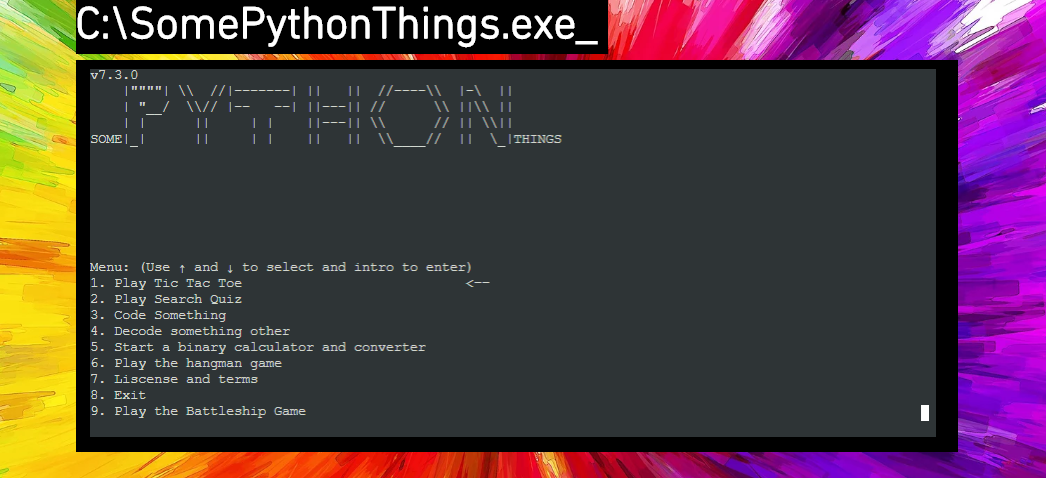 C:\SomePythonThings.exe_
v7.3.0
    |""""| \\  //|-------| ||   ||  //----\\  |-\  ||
    | "__/  \\// |--   --| ||---|| //      \\ ||\\ ||
    | |      ||     | |    ||---|| \\      // || \\||
SOME|_|      ||     | |    ||   ||  \\____//  ||  \_|THINGS
Menu: (Use ↑ and ↓ to select and intro to enter)
1. Play Tic Tac Toe                            <--
2. Play Search Quiz
3. Code Something
4. Decode something other
5. Start a binary calculator and converter
6. Play the hangman game
7. Liscense and terms
8. Exit
9. Play the Battleship Game